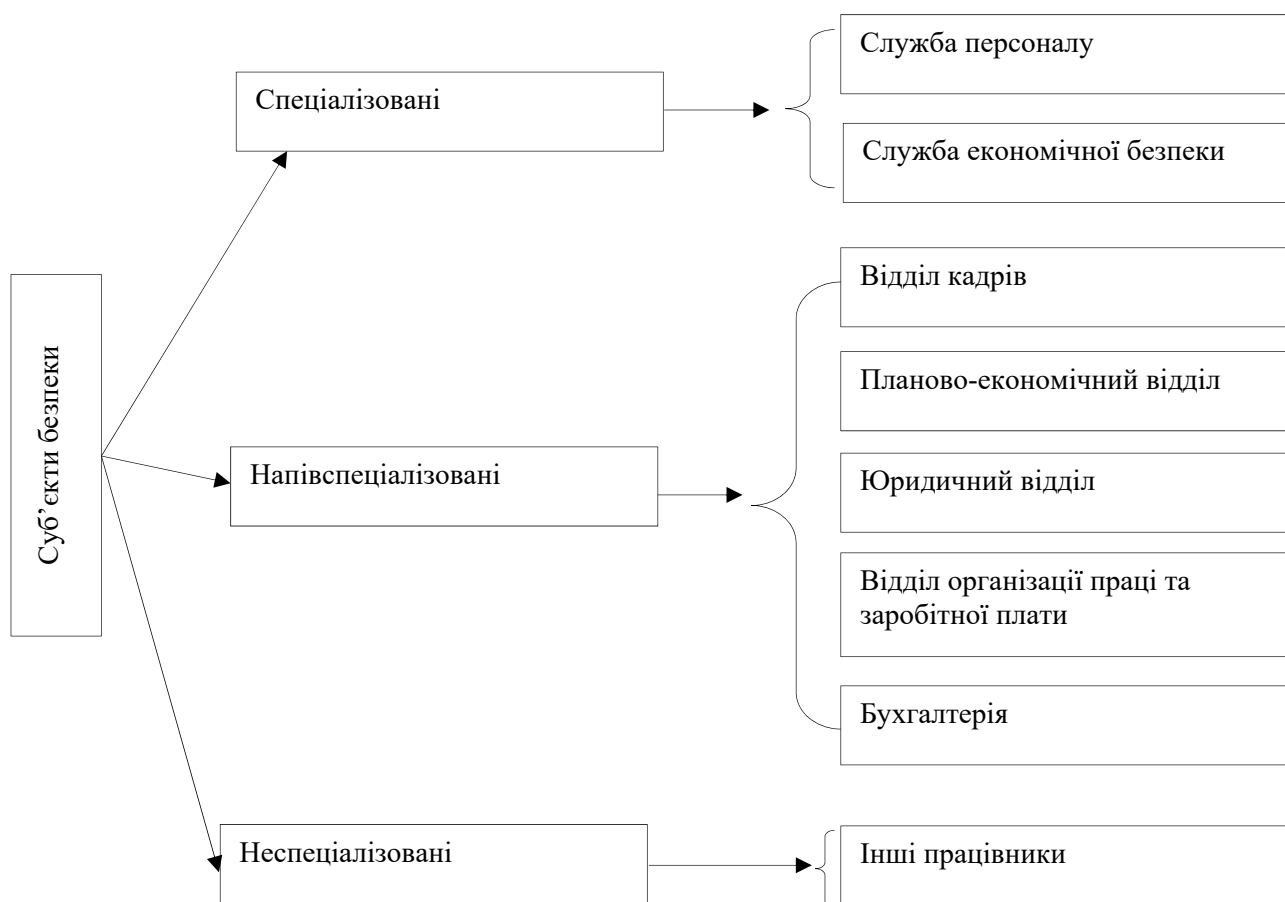 Суб’єкти безпеки
Спеціалізовані
Служба персоналу
Служба економічної безпеки
Напівспеціалізовані
Відділ кадрів
Планово-економічний відділ
Юридичний відділ
Відділ організації праці та
заробітної плати
Бухгалтерія
Неспеціалізовані
Інші працівники